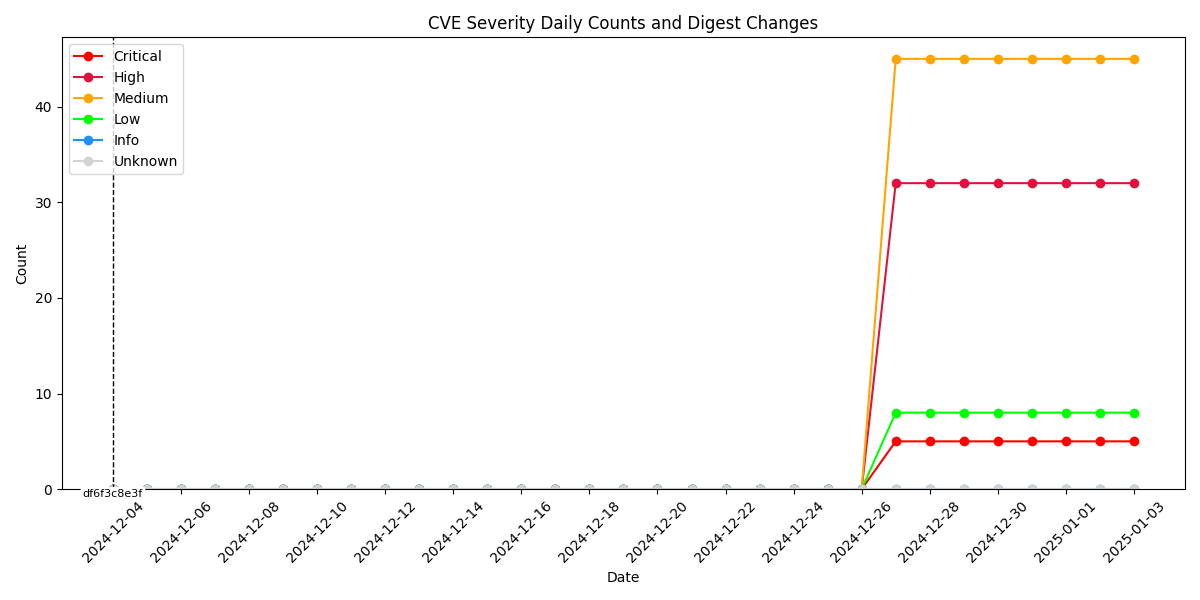 CVE Severity Daily Counts and Digest Changes
Critical
High
Medium
Low
Info
Unknown
Count
40
30
20
10
0
df6f3c8e3f
2024-12-04
2024-12-06
2024-12-08
2024-12-10
2024-12-12
2024-12-14
2024-12-16
2024-12-18
2024-12-20
2024-12-22
2024-12-24
2024-12-26
2024-12-28
2024-12-30
2025-01-01
2025-01-03
Date